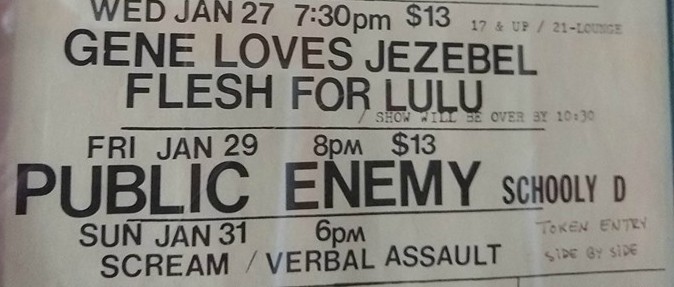 WED JAN 27 7:30pm $13 17 & UP / 21-LOUNGE
GENE LOVES JEZEBEL
FLESH FOR LULU
/ SHOW WILL BE OVER BY 10:30
FRI JAN 29 8pm $13
PUBLIC ENEMY SCHOOLY D
SUN JAN 31 6pm TOKEN ENTRY
SCREAM / VERBAL ASSAULT SIDE BY SIDE